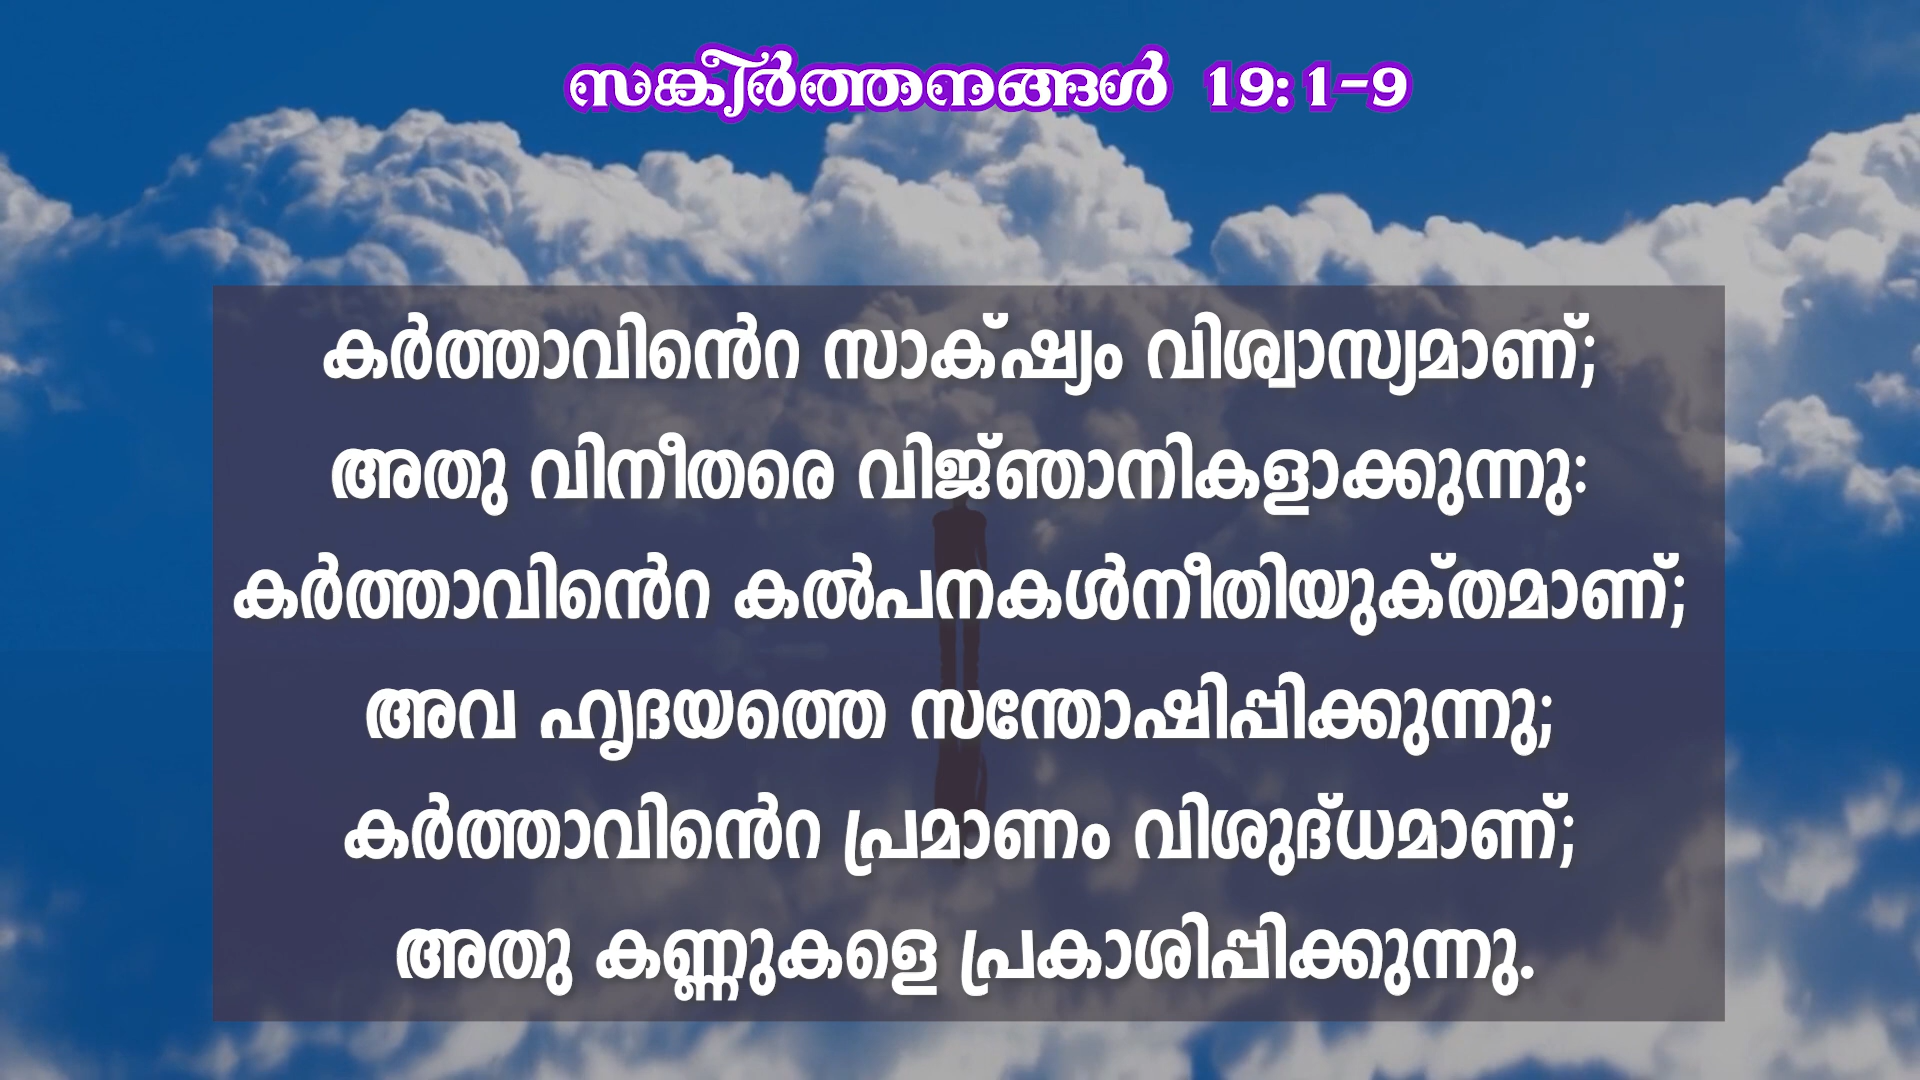 സങ്കീർത്തനങ്ങൾ 19:1-9
കർത്താവിൻെറ സാക്‌ഷ്യം വിശ്വാസ്യമാണ്;
അതു വിനീതരെ വിജ്‌ഞാനികളാക്കുന്നു:
കർത്താവിൻെറ കൽപനകൾനീതിയുക്‌തമാണ്;
അവ ഹൃദയത്തെ സന്തോഷിപ്പിക്കുന്നു;
കർത്താവിൻെറ പ്രമാണം വിശുദ്‌ധമാണ്;
അതു കണ്ണുകളെ പ്രകാശിപ്പിക്കുന്നു.